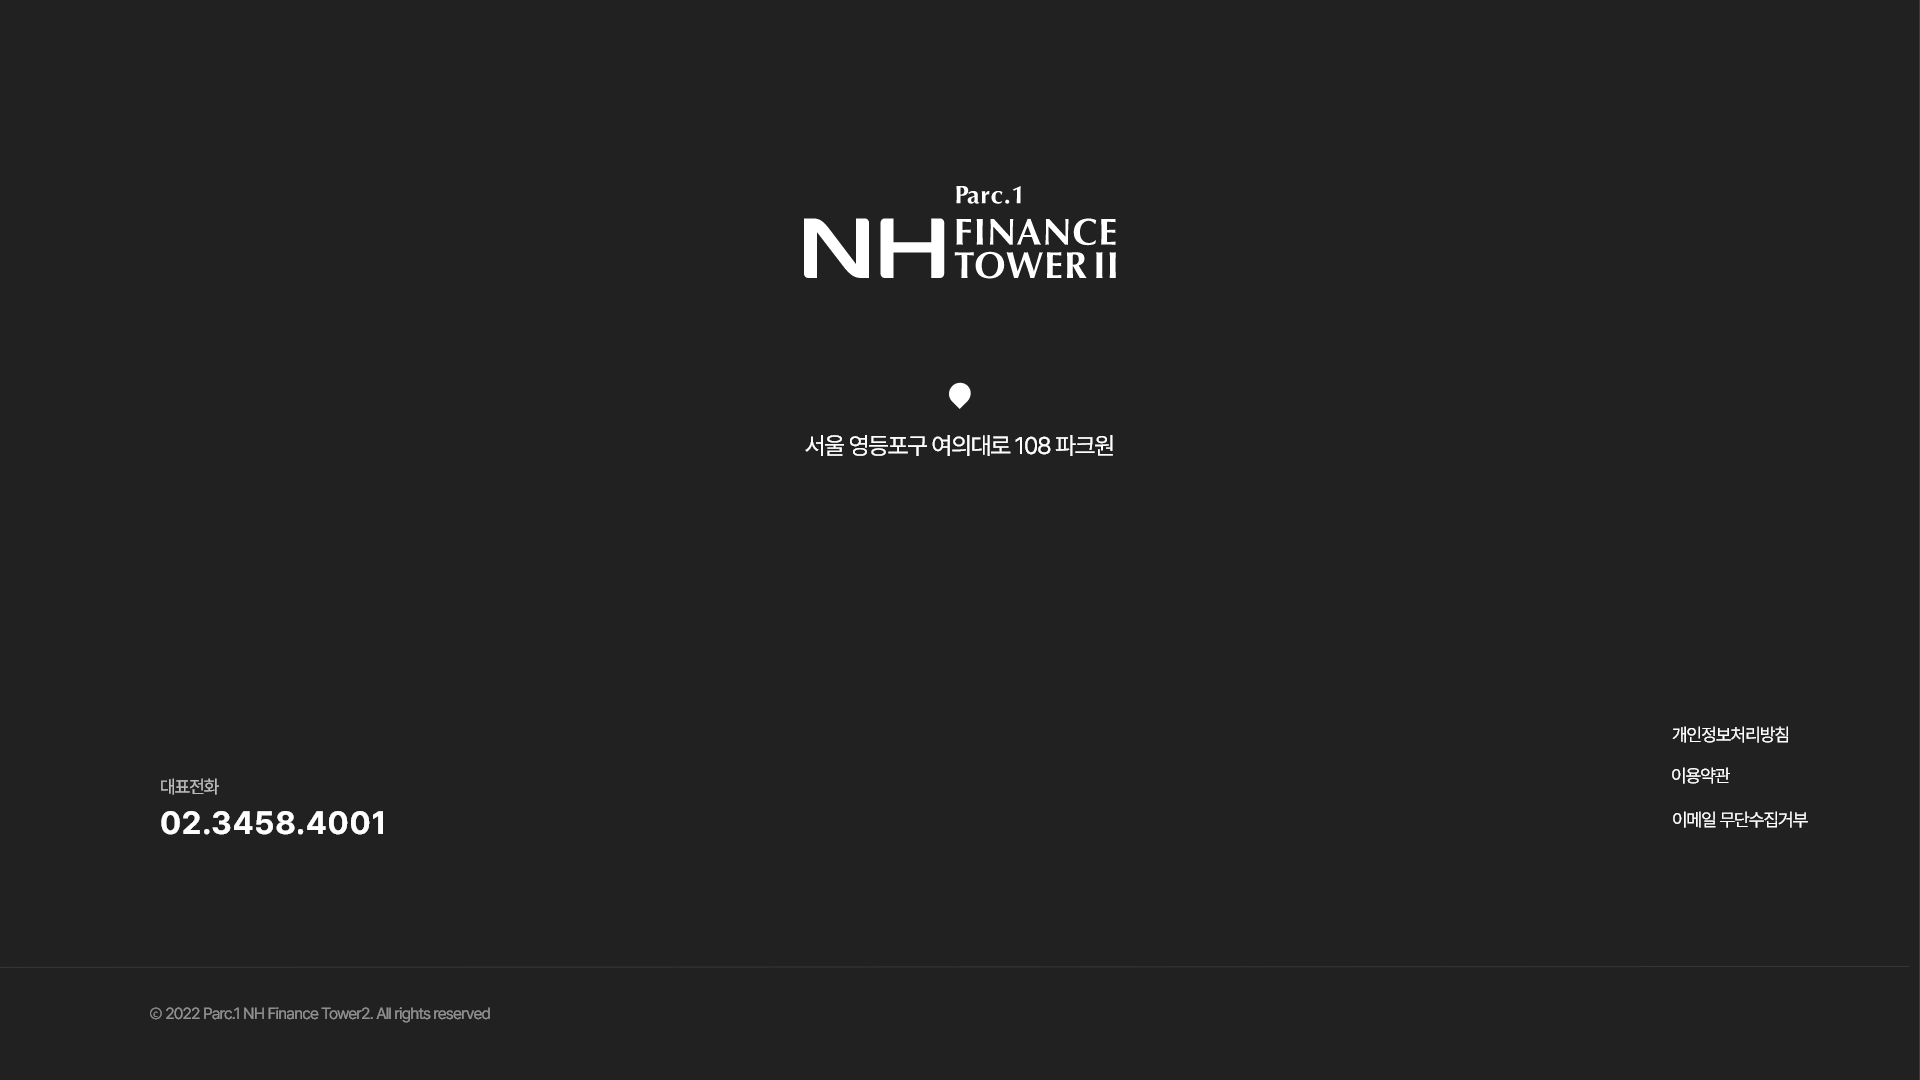 Parc.1
NH FINANCE
TOWER II
서울 영등포구 여의대로 108 파크원
개인정보처리방침
이용약관
이메일 무단수집거부
대표전화
02.3458.4001
© 2022 Parc.1 NH Finance Tower2. All rights reserved